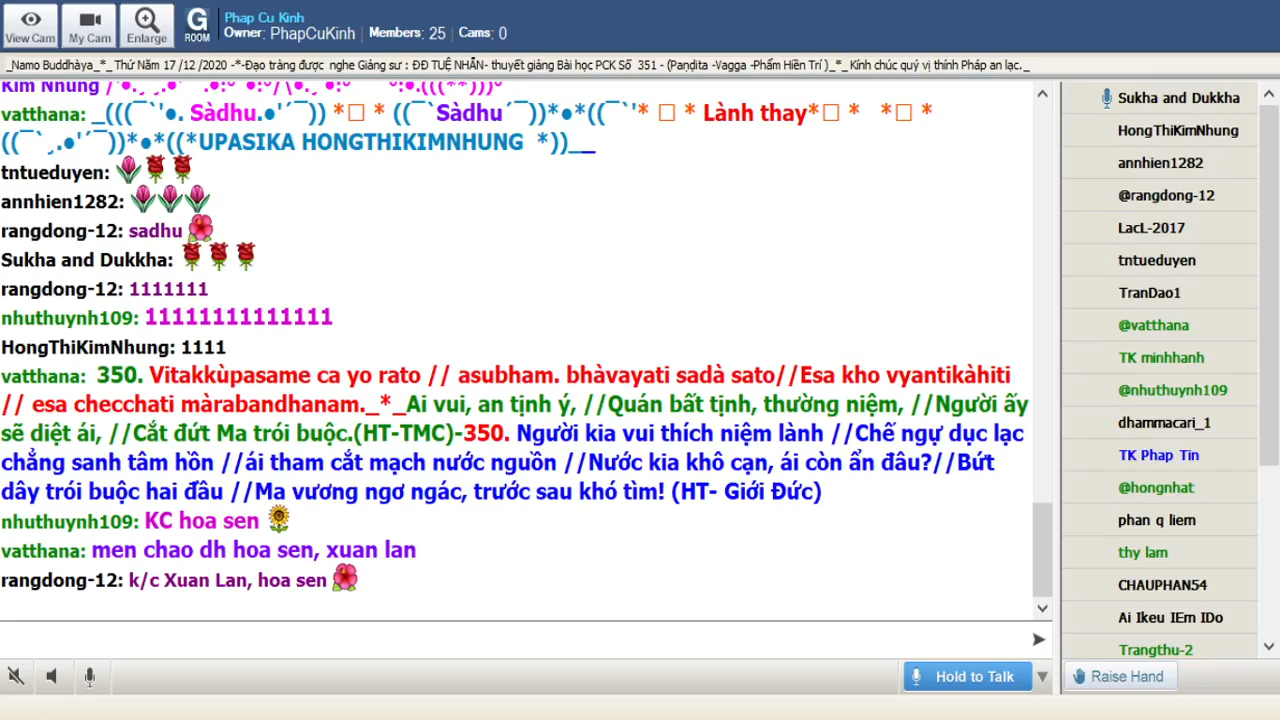 View Cam
My Cam
Enlarge
G ROOM
Phap Cu Kinh
Owner: PhapCuKinh | Members: 25 | Cams: 0
_Namo Buddhàya_*_ Thứ Năm 17 /12 /2020 -*-Đạo tràng được nghe Giảng sư : ĐĐ TUỆ NHẪN- thuyết giảng Bài học PCK Số 351 - (Paṇḍita -Vagga -Phẩm Hiền Trí )_*_ Kính chúc quý vị thính Pháp an lạc._
Kim Nhung
vatthana: _(((¯`'●. Sàdhu.●'´¯)) *□ * ((¯`Sàdhu´¯))*●*((¯`'* □ * Lành thay*□ * *□ *
((¯`¸.●'´¯))*●*((*UPASIKA HONGTHIKIMNHUNG *))__
tntueduyen: 🌷🌹🌹
annhien1282: 🌷🌷🌷
rangdong-12: sadhu 🌺
Sukha and Dukkha: 🌹🌹🌹
rangdong-12: 1111111
nhuthuynh109: 11111111111111
HongThiKimNhung: 1111
vatthana: 350. Vitakkùpasame ca yo rato // asubham. bhàvayati sadà sato//Esa kho vyantikàhiti
// esa checchati màrabandhanam._*_Ai vui, an tịnh ý, //Quán bất tịnh, thường niệm, //Người ấy
sẽ diệt ái, //Cắt đứt Ma trói buộc.(HT-TMC)-350. Người kia vui thích niệm lành //Chế ngự dục lạc
chẳng sanh tâm hồn //ái tham cắt mạch nước nguồn //Nước kia khô cạn, ái còn ẩn đâu?//Bứt
dây trói buộc hai đầu //Ma vương ngơ ngác, trước sau khó tìm! (HT- Giới Đức)
nhuthuynh109: KC hoa sen 🌻
vatthana: men chao dh hoa sen, xuan lan
rangdong-12: k/c Xuan Lan, hoa sen 🌺
Hold to Talk
Sukha and Dukkha
HongThiKimNhung
annhien1282
@rangdong-12
LacL-2017
tntueduyen
TranDao1
@vatthana
TK minhhanh
@nhuthuynh109
dhammacari_1
TK Phap Tin
@hongnhat
phan q liem
thy lam
CHAUPHAN54
Ai Ikeu IEm IDo
Trangthu-2
Raise Hand